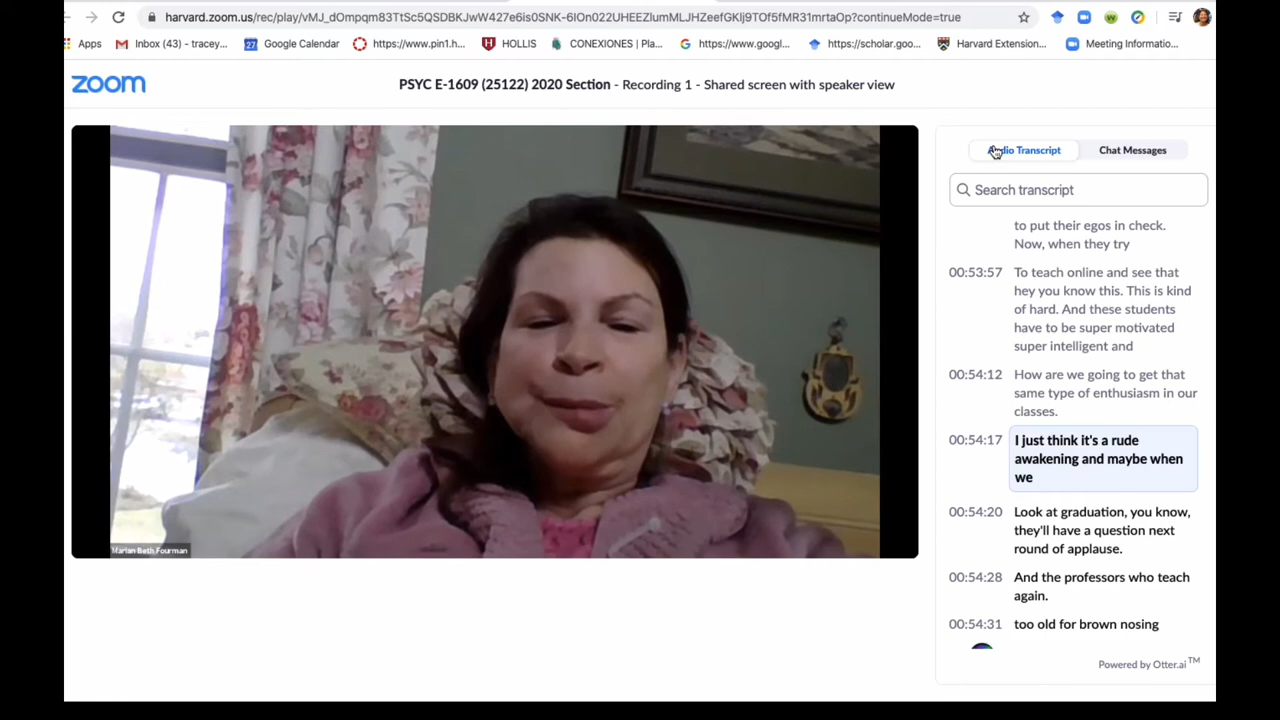 harvard.zoom.us/rec/play/vMJ_dOmpqm83TtSc5QSDBKJwW427e6is0SNK-6IOn022UHEEZlumMLJHZeefGKlj9TOf5fMR31mrtaOp?continueMode=true
Apps Inbox (43) - tracey... Google Calendar https://www.pin1.h... HOLLIS CONEXIONES | Pla... https://www.googl... https://scholar.goo... Harvard Extension... Meeting Informatio...
zoom
PSYC E-1609 (25122) 2020 Section - Recording 1 - Shared screen with speaker view
Audio Transcript Chat Messages
Search transcript
to put their egos in check.
Now, when they try
00:53:57 To teach online and see that
hey you know this. This is kind
of hard. And these students
have to be super motivated
super intelligent and
00:54:12 How are we going to get that
same type of enthusiasm in our
classes.
00:54:17 I just think it's a rude
awakening and maybe when
we
00:54:20 Look at graduation, you know,
they'll have a question next
round of applause.
00:54:28 And the professors who teach
again.
00:54:31 too old for brown nosing
Marian Beth Fourman
Powered by Otter.ai TM